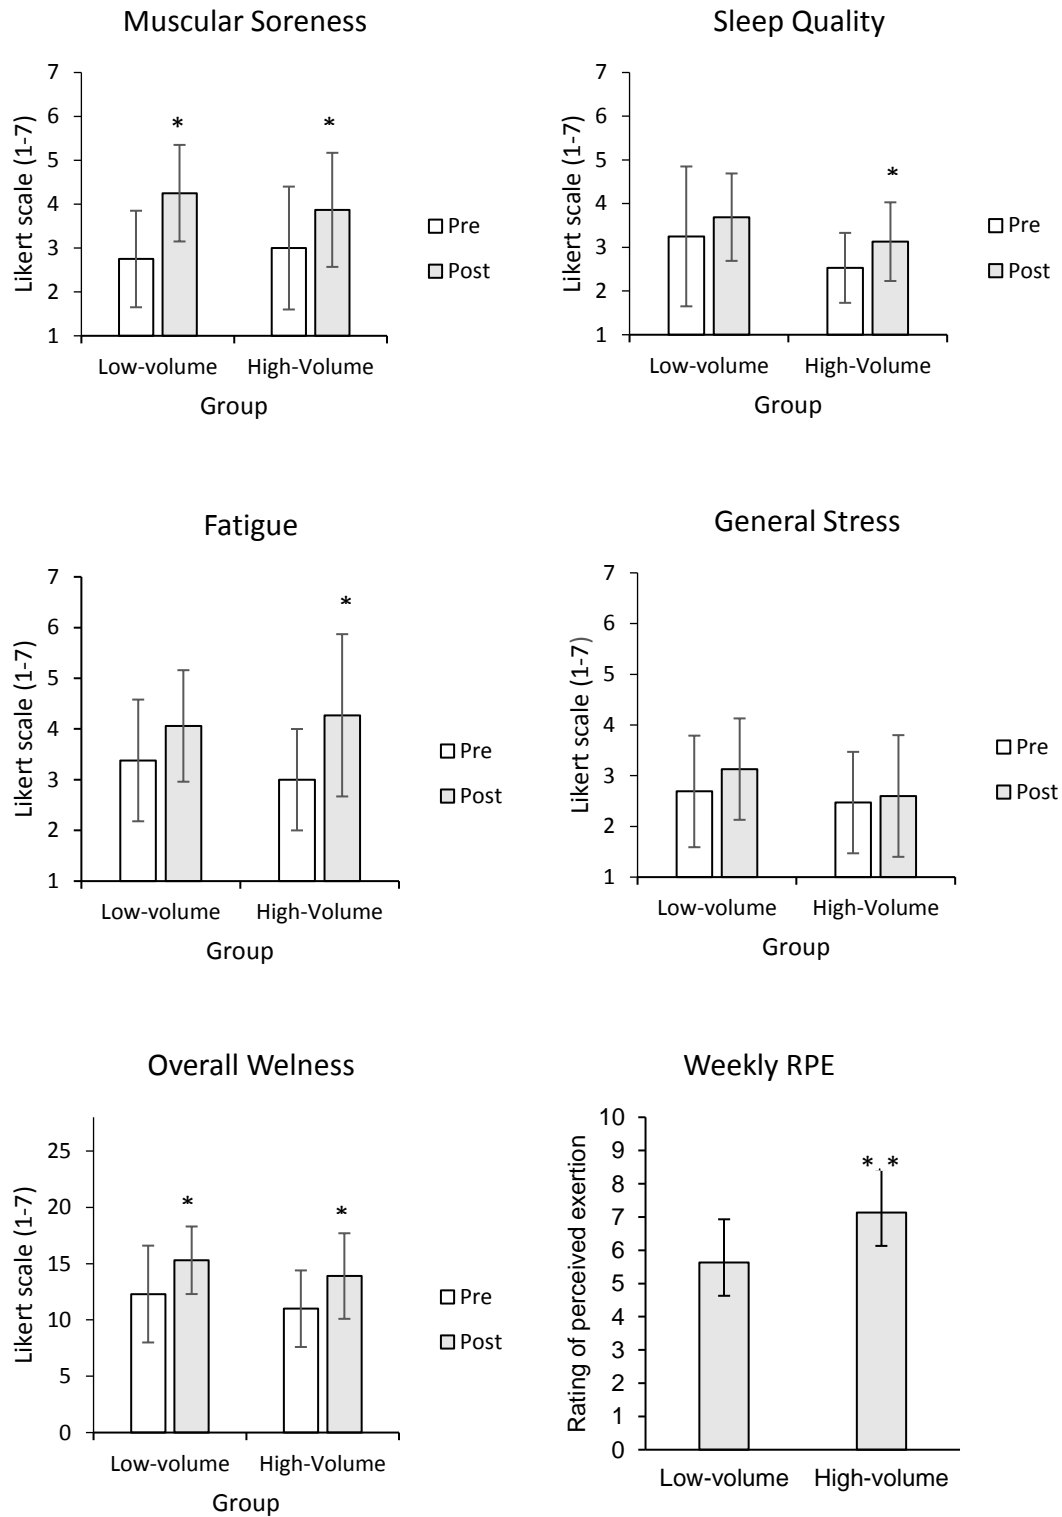 Muscular Soreness
Likert scale (1-7)
7
6
5
4
3
2
1
*
*
Pre
Post
Low-volume
High-Volume
Group
Sleep Quality
Likert scale (1-7)
7
6
5
4
3
2
1
*
Pre
Post
Low-volume
High-Volume
Group
Fatigue
Likert scale (1-7)
7
6
5
4
3
2
1
*
Pre
Post
Low-volume
High-Volume
Group
General Stress
Likert scale (1-7)
7
6
5
4
3
2
1
Pre
Post
Low-volume
High-Volume
Group
Overall Welness
Likert scale (1-7)
25
20
15
10
5
0
*
*
Pre
Post
Low-volume
High-Volume
Group
Weekly RPE
Rating of perceived exertion
10
9
8
7
6
5
4
3
2
1
0
* *
Low-volume
High-volume